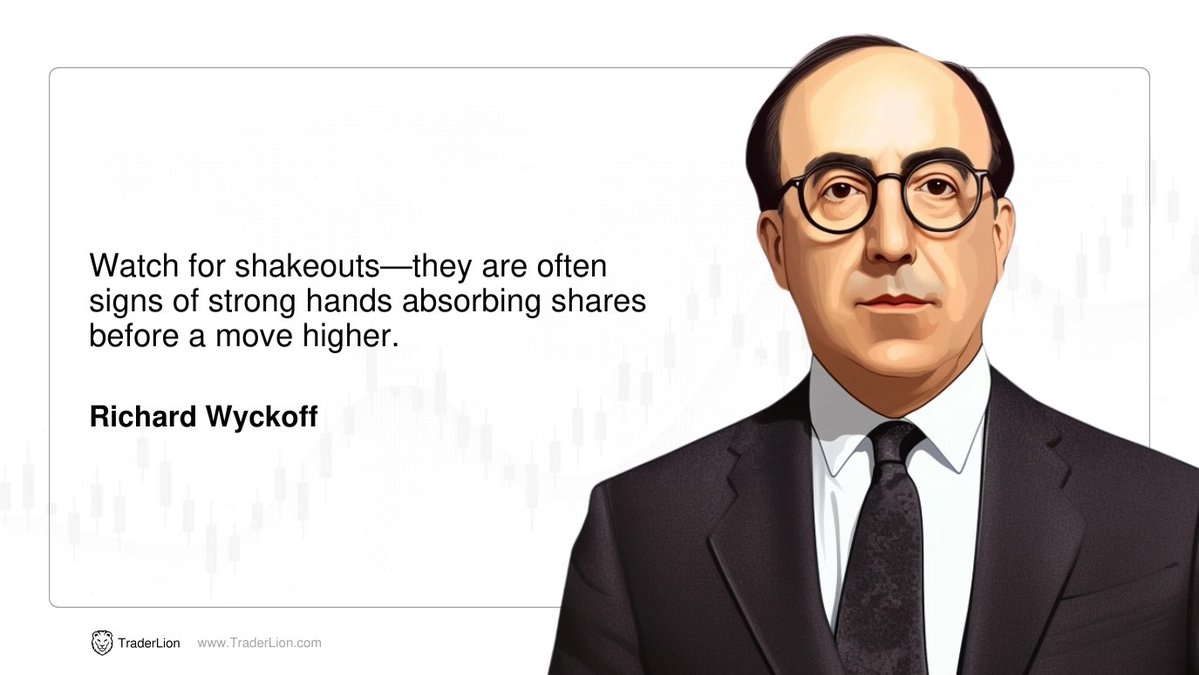 Watch for shakeouts—they are often
signs of strong hands absorbing shares
before a move higher.
Richard Wyckoff
TraderLion www.TraderLion.com